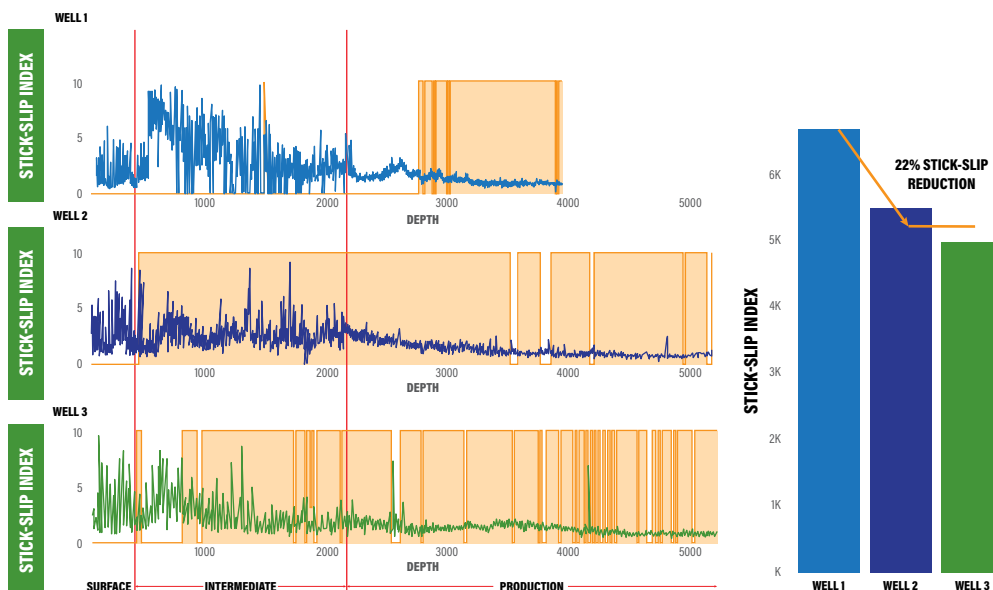 WELL 1
STICK-SLIP INDEX
10
5
0
1000
2000
3000
4000
5000
DEPTH
WELL 2
STICK-SLIP INDEX
10
5
0
1000
2000
3000
4000
5000
DEPTH
WELL 3
STICK-SLIP INDEX
10
5
0
1000
2000
3000
4000
5000
DEPTH
SURFACE
INTERMEDIATE
PRODUCTION
STICK-SLIP INDEX
6K
5K
4K
3K
2K
1K
K
22% STICK-SLIP
REDUCTION
WELL 1
WELL 2
WELL 3